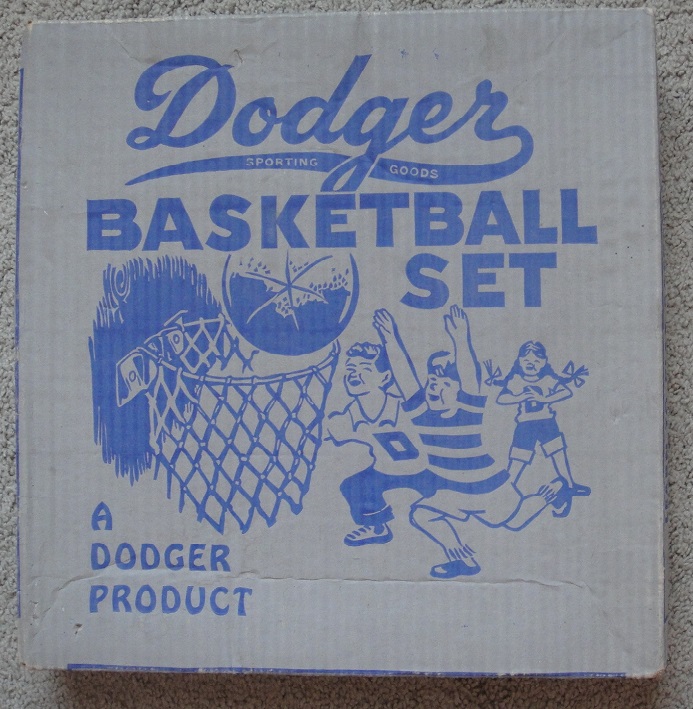 Dodger
SPORTING GOODS
BASKETBALL
SET
A
DODGER
PRODUCT